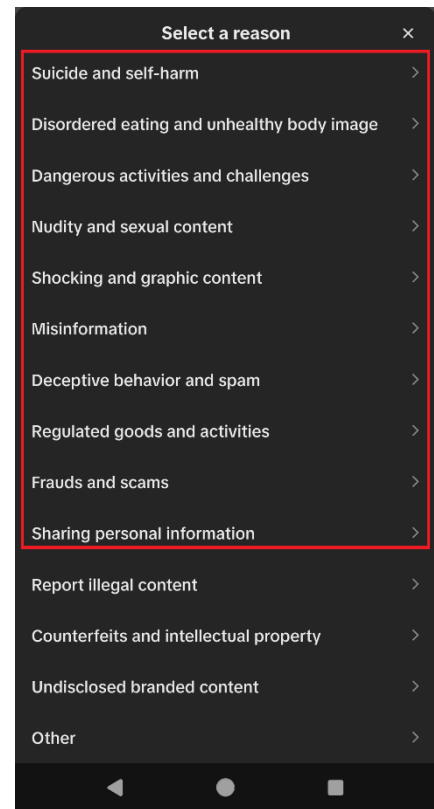 Select a reason
Suicide and self-harm
Disordered eating and unhealthy body image
Dangerous activities and challenges
Nudity and sexual content
Shocking and graphic content
Misinformation
Deceptive behavior and spam
Regulated goods and activities
Frauds and scams
Sharing personal information
Report illegal content
Counterfeits and intellectual property
Undisclosed branded content
Other